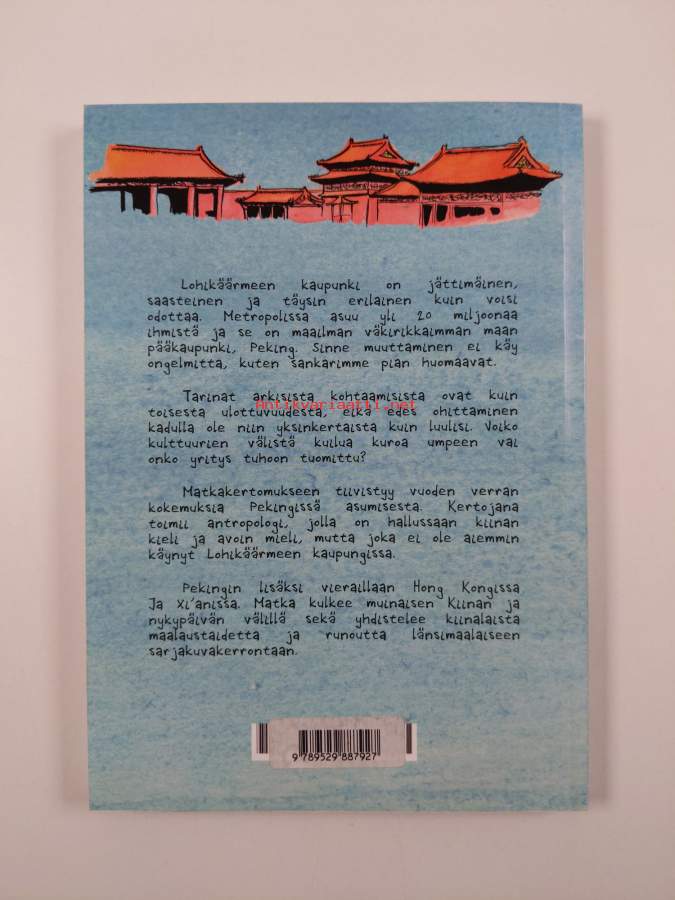 Lohikäärmeen kaupunki on jättimäinen,
saasteinen ja täysin erilainen kuin voisi
odottaa. Metropolissa asuu yli 20 miljoonaa
ihmistä ja se on maailman väkirikkaimman maan
pääkaupunki, Peking. Sinne muuttaminen ei käy
ongelmitta, kuten sankarimme pian huomaavat.
Tarinat arkisista kohtaamisista ovat kuin
toisesta ulottuvuudesta, eikä edes ohittaminen
Antikvariaatti.net
kadulla ole niin yksinkertaista kuin luulisi. Voiko
kulttuurien välistä kuilua kuroa umpeen vai
onko yritys tuhoon tuomittu?
Matkakertomukseen tiivistyy vuoden verran
kokemuksia Pekingissä asumisesta. Kertojana
toimii antropologi, jolla on hallussaan kiinan
kieli ja avoin mieli, mutta joka ei ole aiemmin
käynyt Lohikäärmeen kaupungissa.
Pekingin lisäksi vieraillaan Hong Kongissa
Ja Xi'anissa. Matka kulkee muinaisen Kiinan ja
nykypäivän välillä sekä yhdistelee kiinalaista
maalaustaidetta ja runoutta länsimaalaiseen
sarjakuvakerrontaan.
9 789529 887927